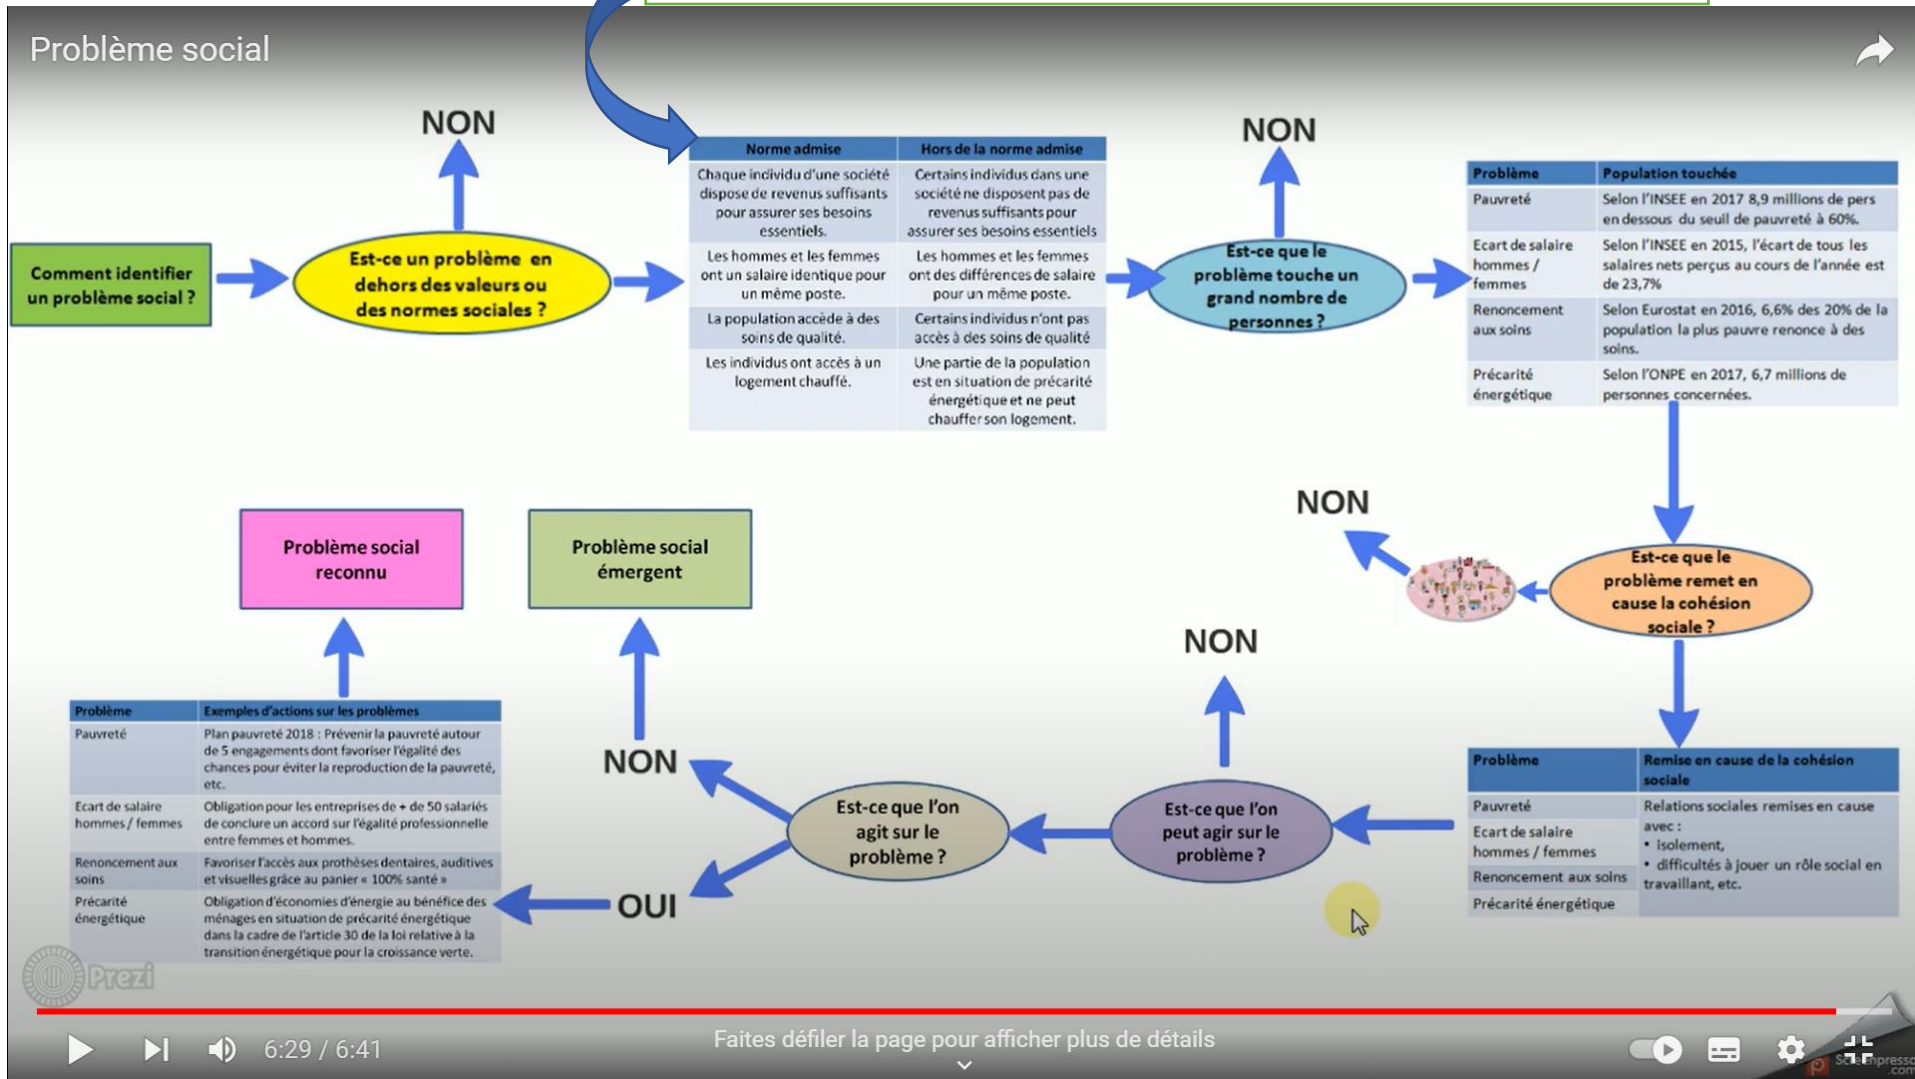 Problème social
NON
NON
Comment identifier
un problème social ?
Est-ce un problème en
dehors des valeurs ou
des normes sociales ?
Norme admise
Hors de la norme admise
Chaque individu d'une société
dispose de revenus suffisants
pour assurer ses besoins
essentiels.
Certains individus dans une
société ne disposent pas de
revenus suffisants pour
assurer ses besoins essentiels
Les hommes et les femmes
ont un salaire identique pour
un même poste.
Les hommes et les femmes
ont des différences de salaire
pour un même poste.
La population accède à des
soins de qualité.
Certains individus n'ont pas
accès à des soins de qualité
Les individus ont accès à un
logement chauffé.
Une partie de la population
est en situation de précarité
énergétique et ne peut
chauffer son logement.
Est-ce que le
problème touche un
grand nombre de
personnes ?
Problème
Population touchée
Pauvreté
Selon l'INSEE en 2017 8,9 millions de pers
en dessous du seuil de pauvreté à 60%.
Ecart de salaire
hommes /
femmes
Selon l'INSEE en 2015, l'écart de tous les
salaires nets perçus au cours de l'année est
de 23,7%
Renoncement
aux soins
Selon Eurostat en 2016, 6,6% des 20% de la
population la plus pauvre renonce à des
soins.
Précarité
énergétique
Selon l'ONPE en 2017, 6,7 millions de
personnes concernées.
NON
Est-ce que le
problème remet en
cause la cohésion
sociale ?
Problème
Remise en cause de la cohésion
sociale
Pauvreté
Ecart de salaire
hommes / femmes
Renoncement aux soins
Précarité énergétique
Relations sociales remises en cause
avec :
• isolement,
• difficultés à jouer un rôle social en
travaillant, etc.
NON
Est-ce que l'on
peut agir sur le
problème ?
Est-ce que l'on
agit sur le
problème ?
NON
Problème social
émergent
OUI
Problème social
reconnu
Problème
Exemples d'actions sur les problèmes
Pauvreté
Plan pauvreté 2018 : Prévenir la pauvreté autour
de 5 engagements dont favoriser l'égalité des
chances pour éviter la reproduction de la pauvreté,
etc.
Ecart de salaire
hommes / femmes
Obligation pour les entreprises de + de 50 salariés
de conclure un accord sur l'égalité professionnelle
entre femmes et hommes.
Renoncement aux
soins
Favoriser l'accès aux prothèses dentaires, auditives
et visuelles grâce au panier « 100% santé »
Précarité
énergétique
Obligation d'économies d'énergie au bénéfice des
ménages en situation de précarité énergétique
dans la cadre de l'article 30 de la loi relative à la
transition énergétique pour la croissance verte.
Prezi
6:29 / 6:41
Faites défiler la page pour afficher plus de détails
.com